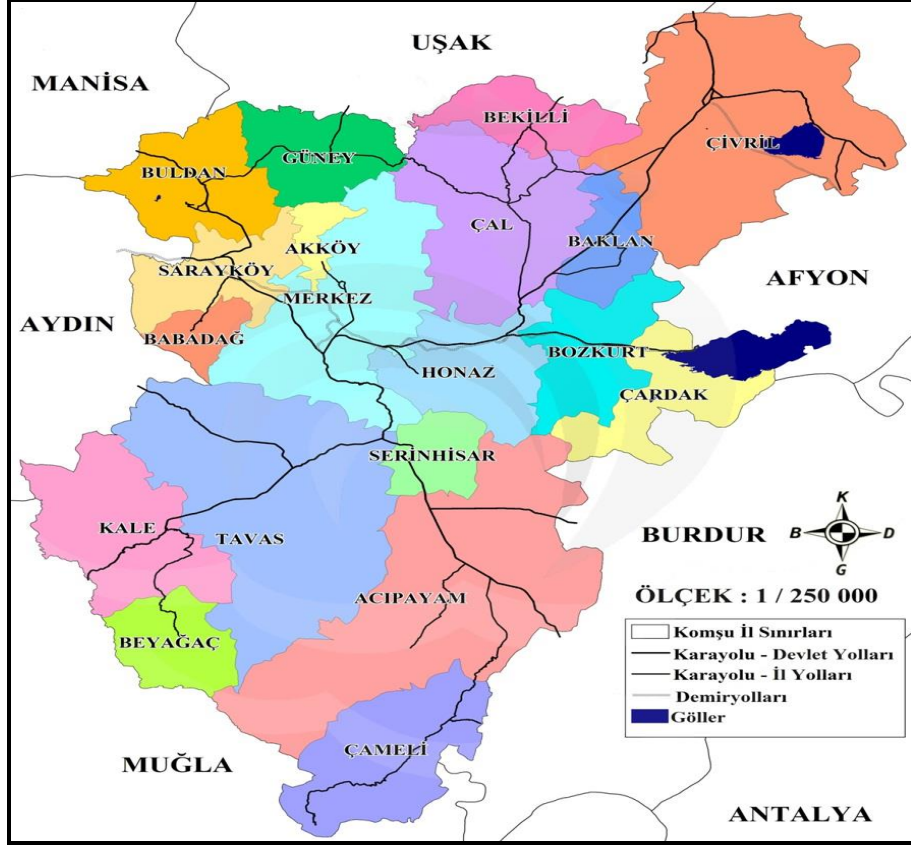 UŞAK
MANİSA
BEKİLLİ
ÇİVRİL
GÜNEY
BULDAN
ÇAL
AKKÖY
BAKLAN
SARAYKÖY
AFYON
MERKEZ
AYDIN
BABADAĞ
BOZKURT
HONAZ
ÇARDAK
SERİNHİSAR
K
KALE
BURDUR
B
D
TAVAS
G
ACIPAYAM
ÖLÇEK : 1 / 250 000
BEYAĞAÇ
Komşu İl Sınırları
Karayolu - Devlet Yolları
Karayolu - İl Yolları
Demiryolları
Göller
ÇAMELİ
MUĞLA
ANTALYA